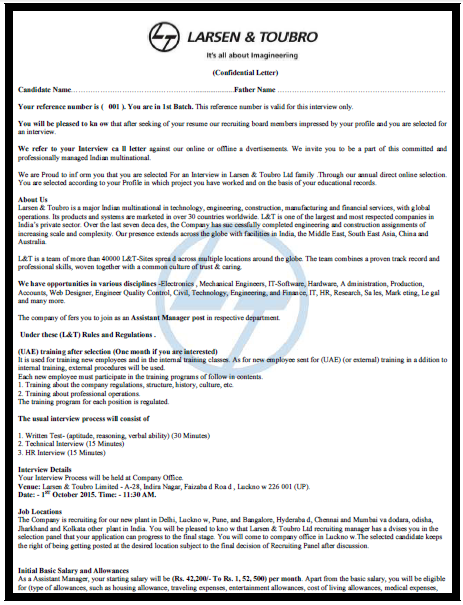 LARSEN & TOUBRO
It's all about Imagineering
(Confidential Letter)
Candidate Name.............................................................Father Name .............................................................
Your reference number is ( 001 ). You are in 1st Batch. This reference number is valid for this interview only.
You will be pleased to kn ow that after seeking of your resume our recruiting board members impressed by your profile and you are selected for
an interview.
We refer to your Interview ca ll letter against our online or offline a dvertisements. We invite you to be a part of this committed and
professionally managed Indian multinational.
We are Proud to inf orm you that you are selected For an Interview in Larsen & Toubro Ltd family .Through our annual direct online selection.
You are selected according to your Profile in which project you have worked and on the basis of your educational records.
About Us
Larsen & Toubro is a major Indian multinational in technology, engineering, construction, manufacturing and financial services, with global
operations. Its products and systems are marketed in over 30 countries worldwide. L&T is one of the largest and most respected companies in
India's private sector. Over the last seven deca des, the Company has suc cessfully completed engineering and construction assignments of
increasing scale and complexity. Our presence extends across the globe with facilities in India, the Middle East, South East Asia, China and
Australia.
L&T is a team of more than 40000 L&T-Sites sprea d across multiple locations around the globe. The team combines a proven track record and
professional skills, woven together with a common culture of trust & caring.
We have opportunities in various disciplines -Electronics , Mechanical Engineers, IT-Software, Hardware, A dministration, Production,
Accounts, Web Designer, Engineer Quality Control, Civil, Technology, Engineering, and Finance, IT, HR, Research, Sa les, Mark eting, Le gal
and many more.
The company of fers you to join as an Assistant Manager post in respective department.
Under these (L&T) Rules and Regulations .
(UAE) training after selection (One month if you are interested)
It is used for training new employees and in the internal training classes. As for new employee sent for (UAE) (or external) training in a ddition to
internal training, external procedures will be used.
Each new employee must participate in the training programs of follow in contents.
1. Training about the company regulations, structure, history, culture, etc.
2. Training about professional operations.
The training program for each position is regulated.
The usual interview process will consist of
1. Written Test- (aptitude, reasoning, verbal ability) (30 Minutes)
2. Technical Interview (15 Minutes)
3. HR Interview (15 Minutes)
Interview Details
Your Interview Process will be held at Company Office.
Venue: Larsen & Toubro Limited - A-28, Indira Nagar, Faizaba d Roa d , Luckno w 226 001 (UP).
Date: - 1ST October 2015. Time: - 11:30 AM.
Job Locations
The Company is recruiting for our new plant in Delhi, Luckno w, Pune, and Bangalore, Hyderaba d, Chennai and Mumbai va dodara, odisha,
Jharkhand and Kolkata other plant in India. You will be pleased to kno w that Larsen & Toubro Ltd recruiting manager has a dvises you in the
selection panel that your application can progress to the final stage. You will come to company office in Luckno w.The selected candidate keeps
the right of being getting posted at the desired location subject to the final decision of Recruiting Panel after discussion.
Initial Basic Salary and Allowances
As a Assistant Manager, your starting salary will be (Rs. 42,200/- To Rs. 1, 52, 500) per month. Apart from the basic salary, you will be eligible
for (type of allowances, such as housing allowance, traveling expenses, entertainment allowances, cost of living allowances, medical expenses,